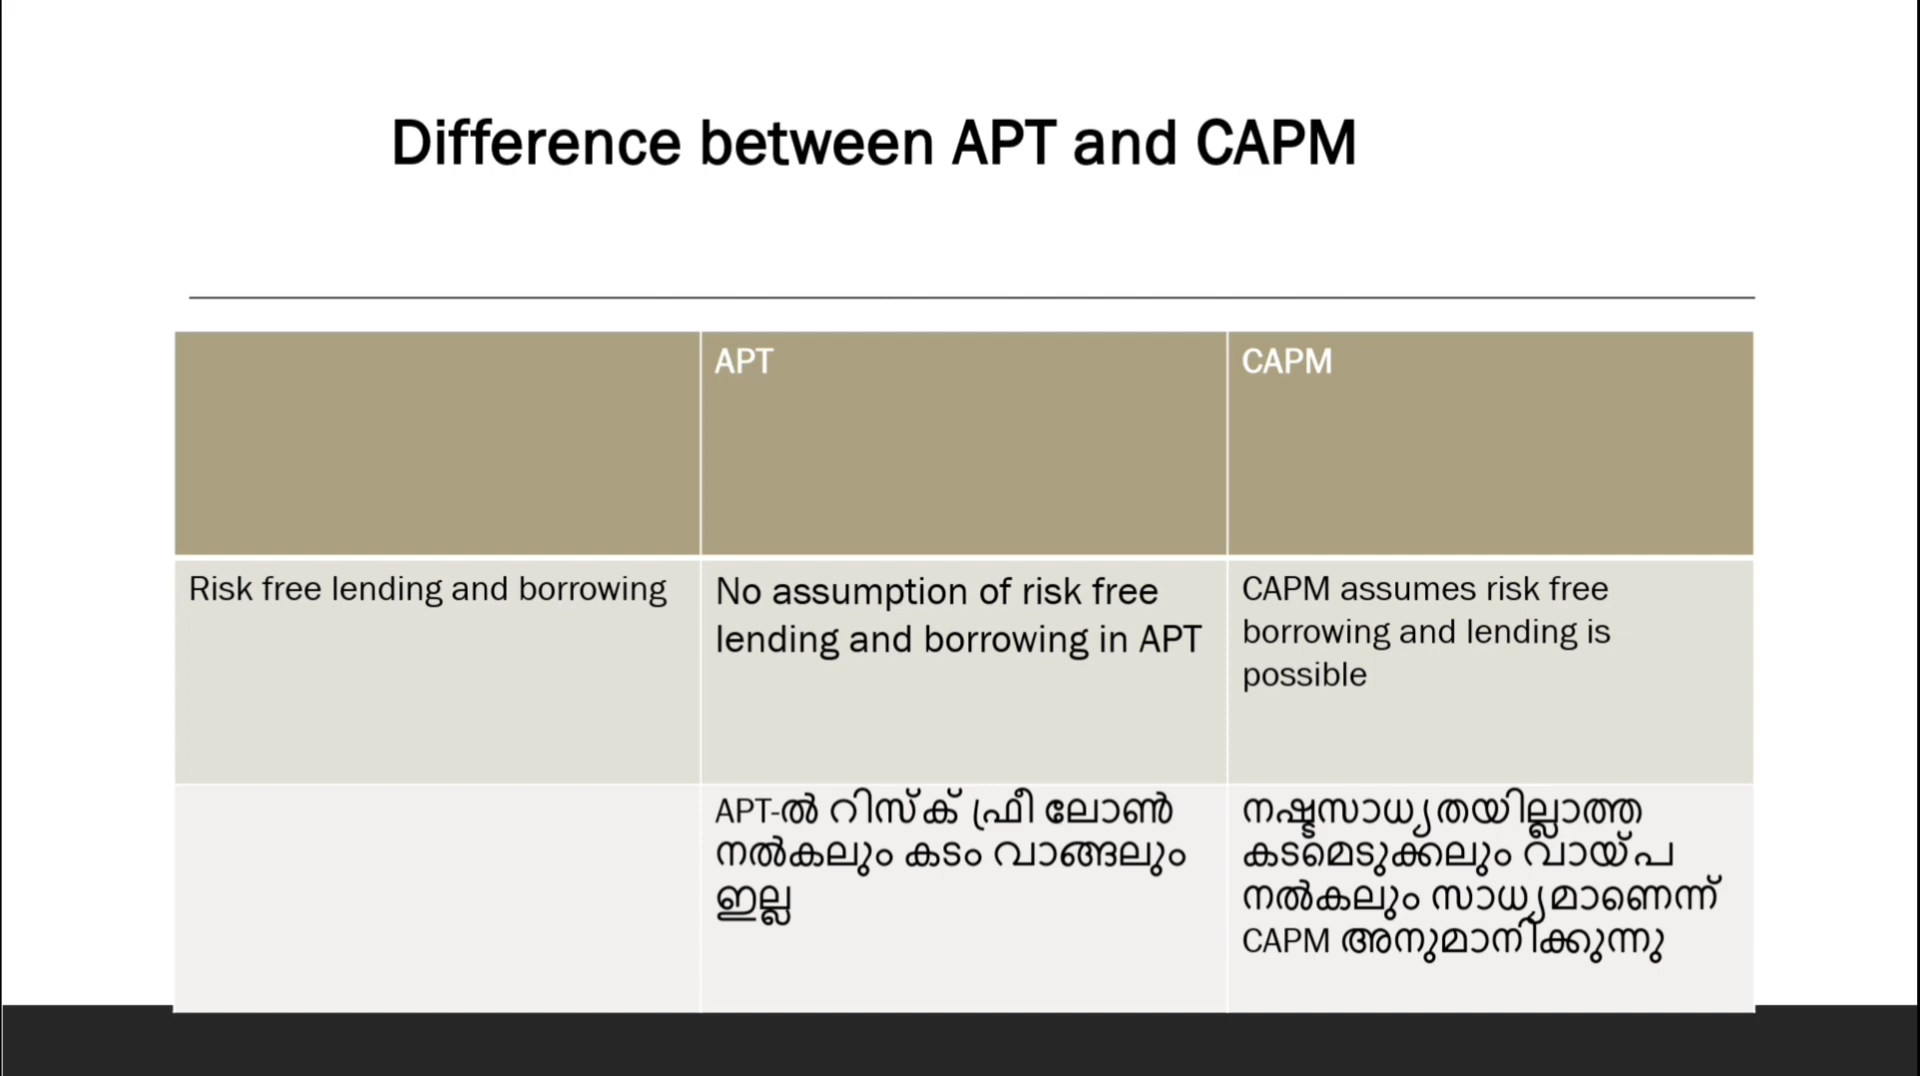 Difference between APT and CAPM
APT
CAPM
Risk free lending and borrowing
No assumption of risk free
lending and borrowing in APT
CAPM assumes risk free
borrowing and lending is
possible
APT-ൽ റിസ്ക് ഫ്രീ ലോൺ
നൽകലും കടം വാങ്ങലും
ഇല്ല
നഷ്ടസാധ്യതയില്ലാത്ത
കടമെടുക്കലും വായ്പ
നൽകലും സാധ്യമാണെന്ന്
CAPM അനുമാനിക്കുന്നു